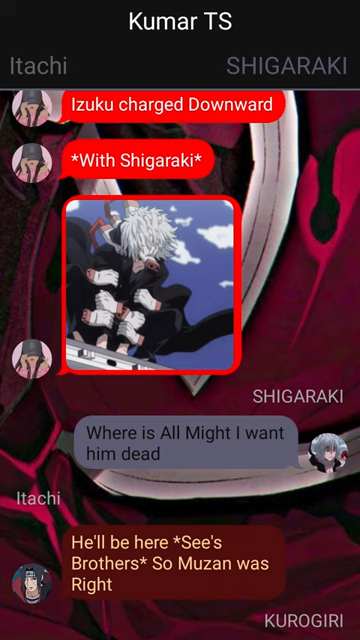 Kumar TS
Itachi
SHIGARAKI
Izuku charged Downward
*With Shigaraki*
SHIGARAKI
Where is All Might I want
him dead
Itachi
He'll be here *See's
Brothers* So Muzan was
Right
KUROGIRI